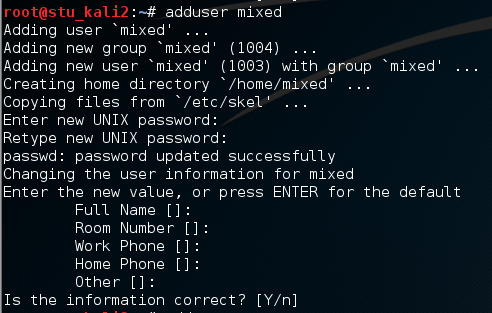 root@stu_kali2:~# adduser mixed
Adding user `mixed' ...
Adding new group `mixed' (1004) ...
Adding new user `mixed' (1003) with group `mixed' ...
Creating home directory `/home/mixed' ...
Copying files from `/etc/skel' ...
Enter new UNIX password:
Retype new UNIX password:
passwd: password updated successfully
Changing the user information for mixed
Enter the new value, or press ENTER for the default
Full Name []:
Room Number []:
Work Phone []:
Home Phone []:
Other []:
Is the information correct? [Y/n]